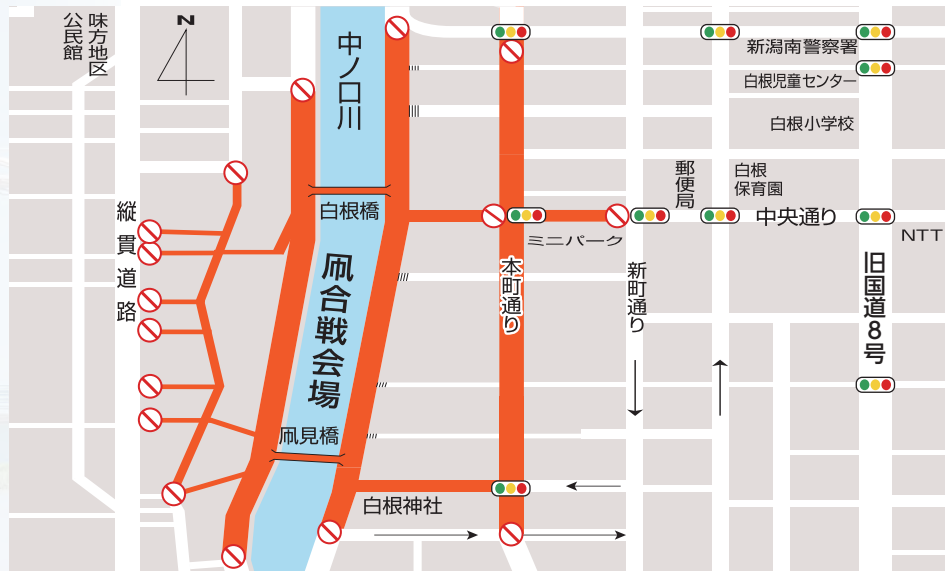 味方地区
公民館
N
中ノ口川
新潟南警察署
白根児童センター
白根小学校
郵便局
白根
保育園
縦貫道路
白根橋
中央通り
NTT
ミニパーク
凧合戦会場
本町通り
新町通り
旧国道8号
凧見橋
白根神社